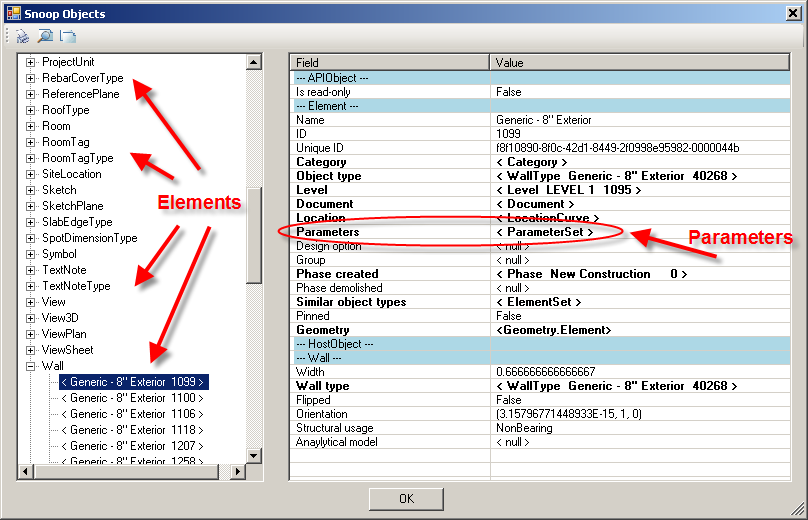 Snoop Objects
ProjectUnit
RebarCoverType
ReferencePlane
RoofType
Room
RoomTag
RoomTagType
SiteLocation
Sketch
SketchPlane
SlabEdgeType
SpotDimensionType
Symbol
TextNote
TextNoteType
View
View3D
ViewPlan
ViewSheet
Wall
< Generic - 8" Exterior 1099 >
< Generic - 8" Exterior 1100 >
< Generic - 8" Exterior 1106 >
< Generic - 8" Exterior 1118 >
< Generic - 8" Exterior 1207 >
< Generic - 8" Exterior 1258 >
Elements
Field Value
--- APIObject ---
Is read-only False
--- Element ---
Name Generic - 8" Exterior
ID 1099
Unique ID f8f10890-8f0c-42d1-8449-2f0998e95982-0000044b
Category < Category >
Object type < WallType Generic - 8" Exterior 40268 >
Level < Level LEVEL 1 1095 >
Document < Document >
Location < LocationCurve >
Parameters < ParameterSet >
Design option < null >
Group < null >
Phase created < Phase New Construction 0 >
Phase demolished < null >
Similar object types < ElementSet >
Pinned False
Geometry <Geometry.Element>
--- HostObject ---
--- Wall ---
Width 0.666666666666667
Wall type < WallType Generic - 8" Exterior 40268 >
Flipped False
Orientation (3.15796771448933E-15, 1, 0)
Structural usage NonBearing
Anaylytical model < null >
Parameters
OK